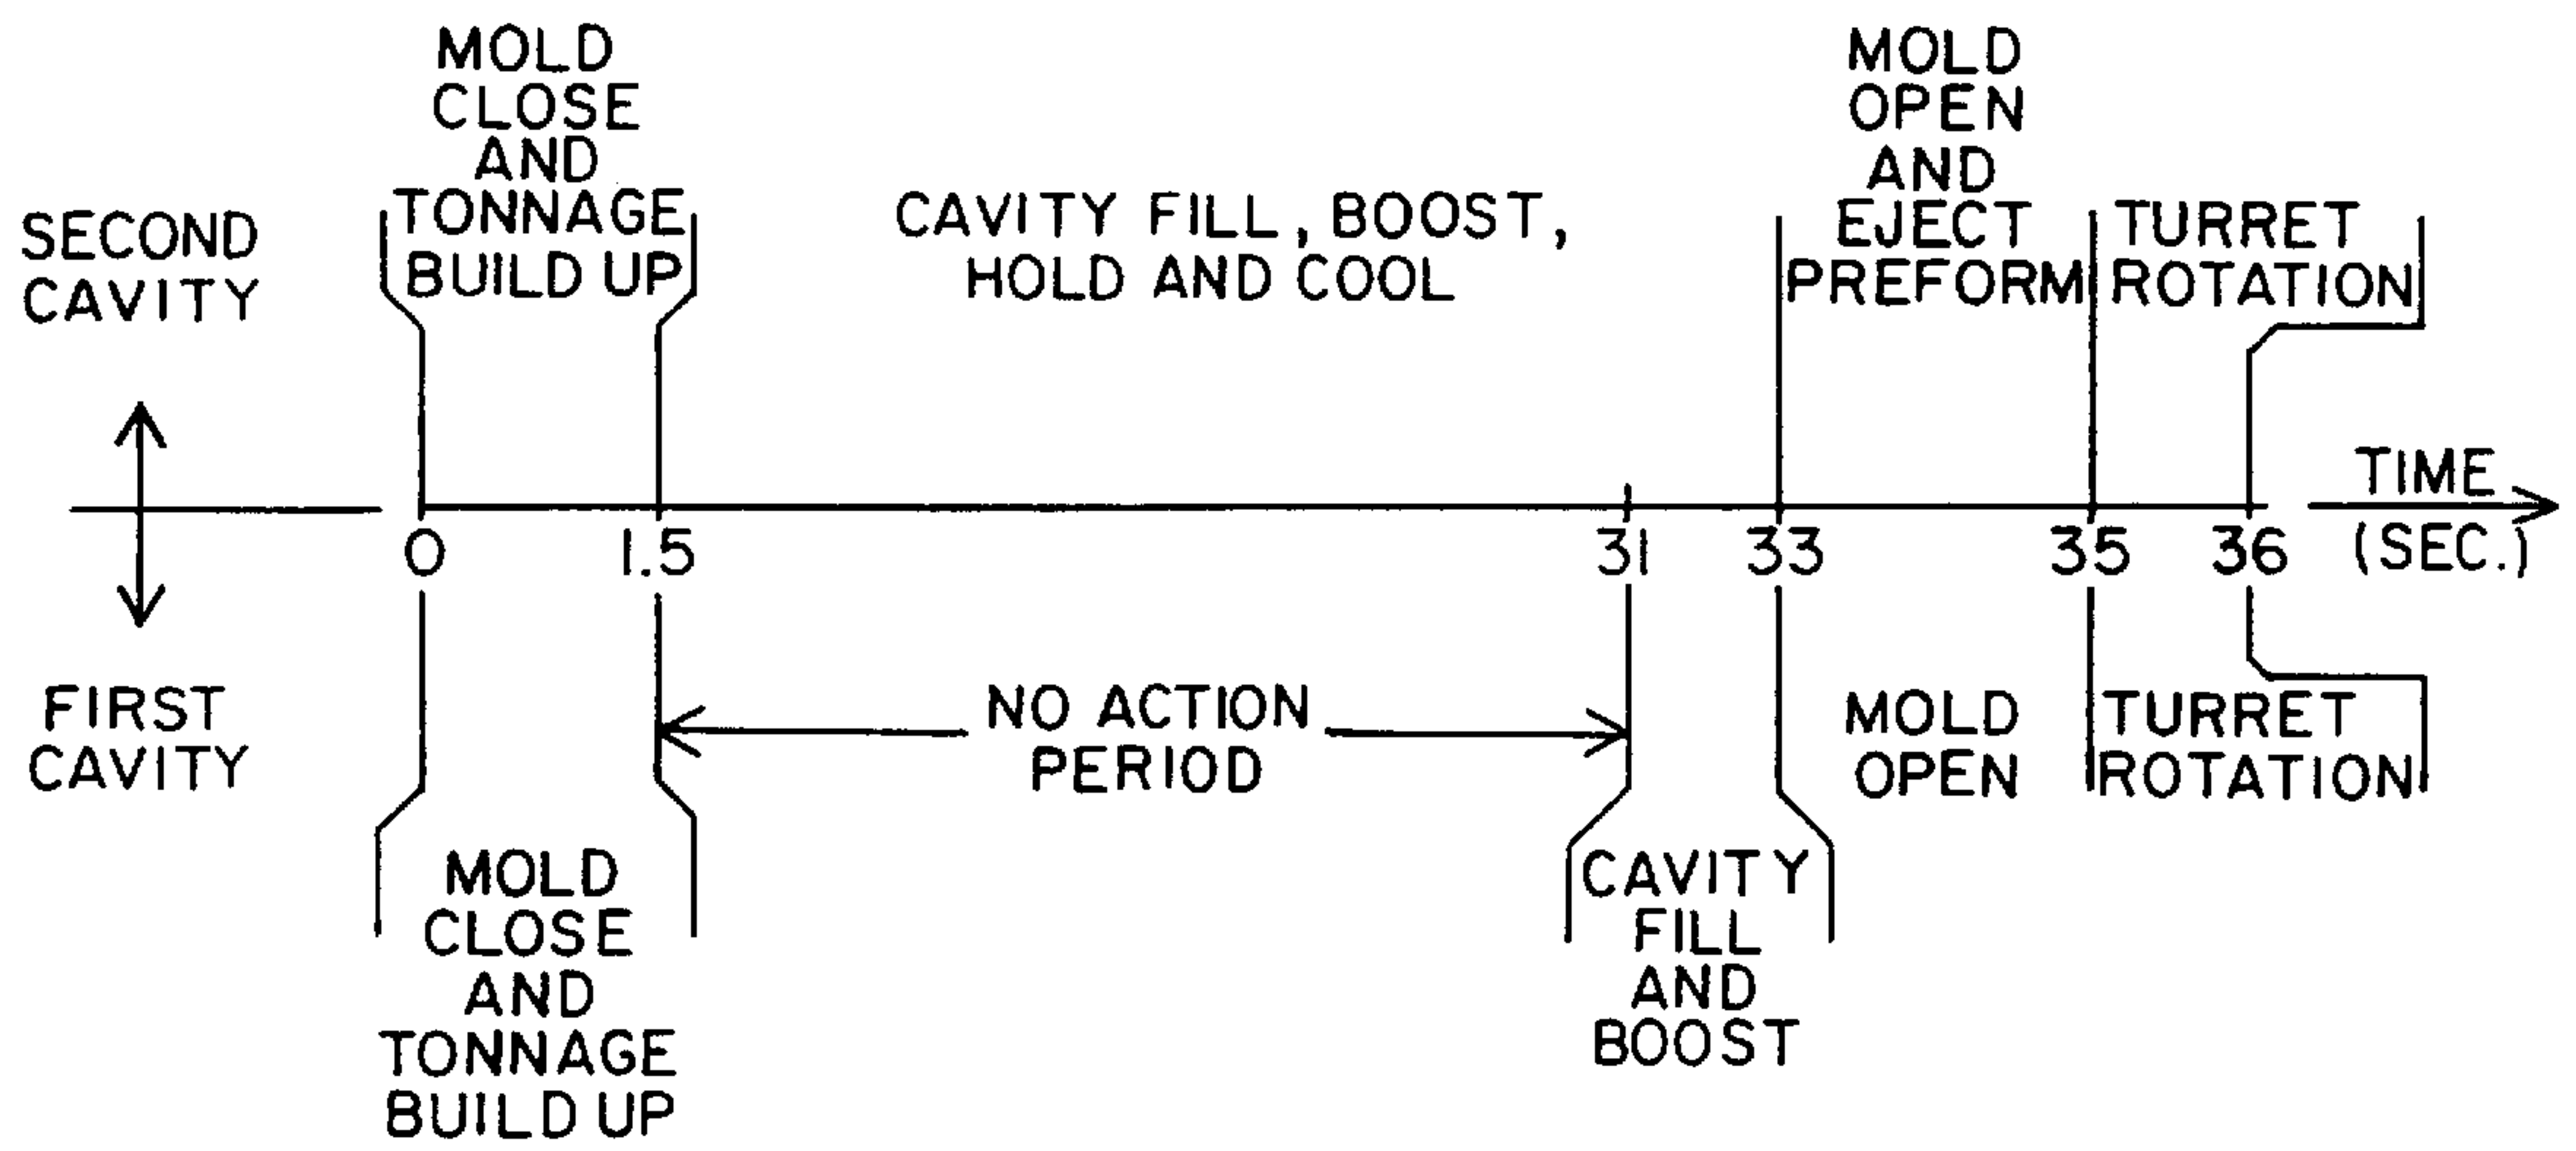 MOLD
CLOSE
AND
TONNAGE
BUILD UP
SECOND
CAVITY
CAVITY FILL, BOOST,
HOLD AND COOL
MOLD
OPEN
AND
EJECT
PREFORM
TURRET
ROTATION
TIME
(SEC.)
0
1.5
31
33
35
36
FIRST
CAVITY
MOLD
CLOSE
AND
TONNAGE
BUILD UP
NO ACTION
PERIOD
CAVITY
FILL
AND
BOOST
MOLD
OPEN
TURRET
ROTATION